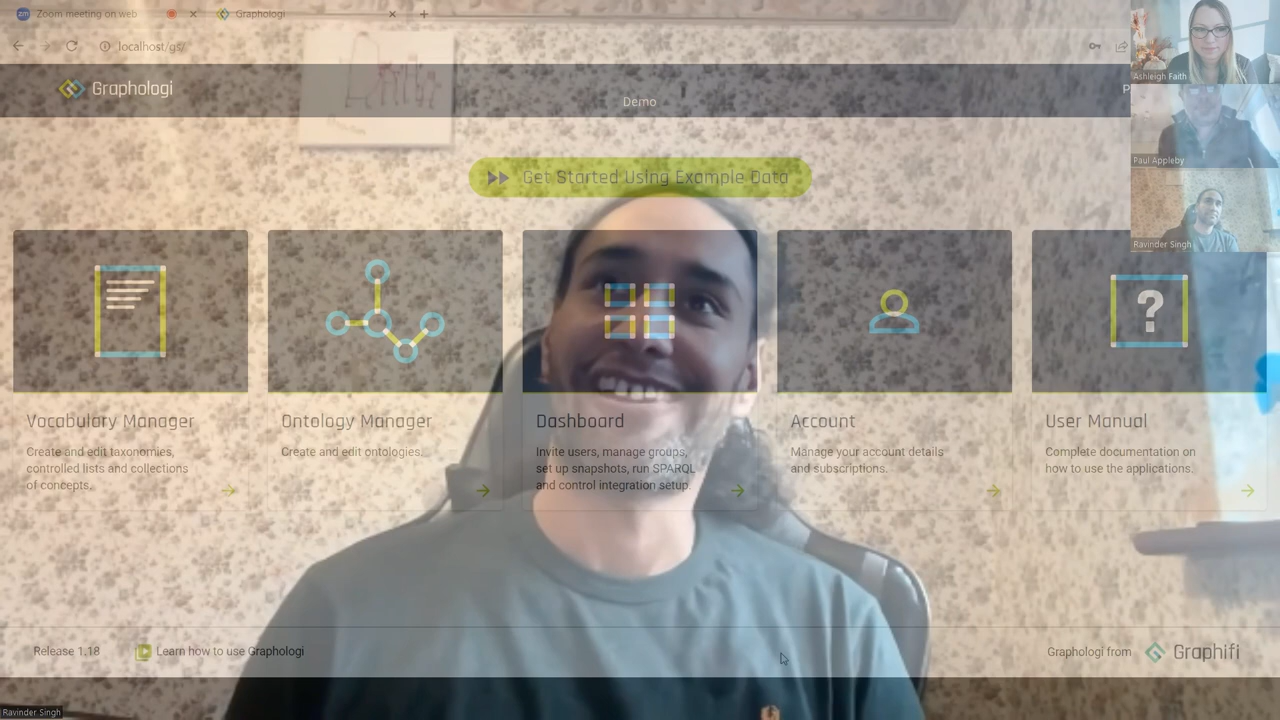 Zoom meeting on web
Graphologi
localhost/gs/
Graphologi
Demo
P
Ashleigh Faith
Paul Appleby
Ravinder Singh
Get Started Using Example Data
Vocabulary Manager
Create and edit taxonomies,
controlled lists and collections
of concepts.
Ontology Manager
Create and edit ontologies.
Dashboard
Invite users, manage groups,
set up snapshots, run SPARQL
and control integration setup.
Account
Manage your account details
and subscriptions.
?
User Manual
Complete documentation on
how to use the applications.
Release 1.18
Learn how to use Graphologi
Graphologi from
Graphifi
Ravinder Singh